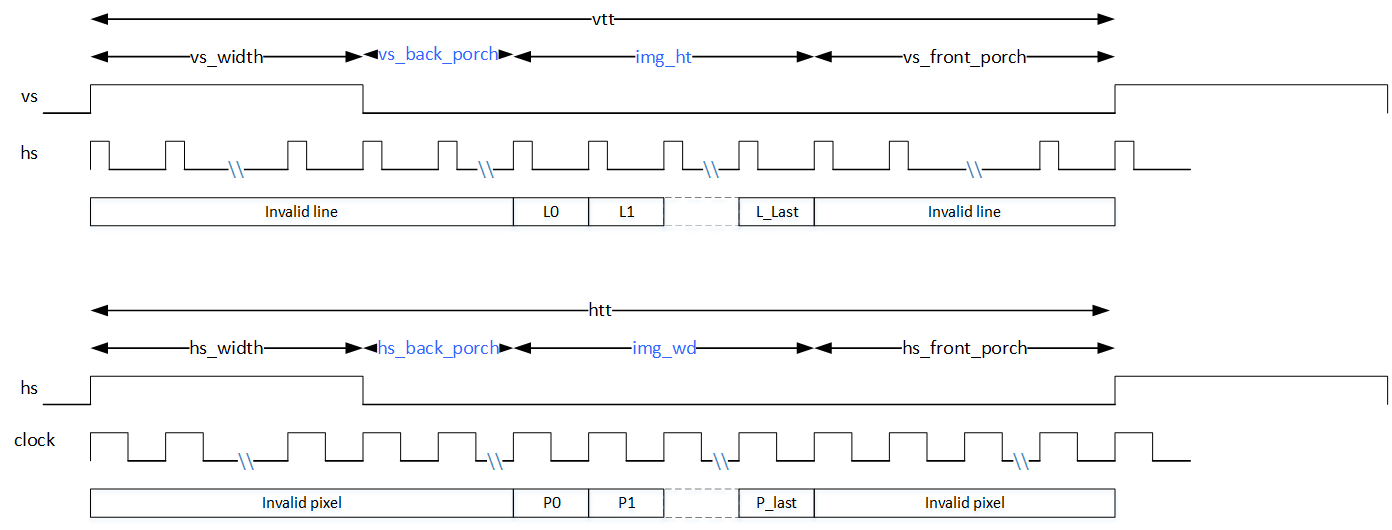 vtt
vs_width vs_back_porch img_ht vs_front_porch
vs
hs
\\ \\ \\ \\
Invalid line L0 L1 L_Last Invalid line
htt
hs_width hs_back_porch img_wd hs_front_porch
hs
clock
\\ \\ \\ \\
Invalid pixel P0 P1 P_last Invalid pixel